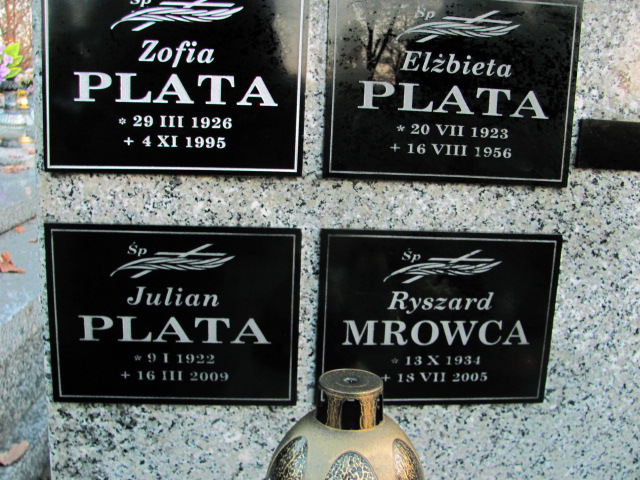 Śp
Zofia
PLATA
* 29 III 1926
+ 4 XI 1995
Śp
Elżbieta
PLATA
* 20 VII 1923
+ 16 VIII 1956
Śp
Julian
PLATA
* 9 I 1922
+ 16 III 2009
Śp
Ryszard
MROWCA
* 13 X 1934
+ 18 VII 2005